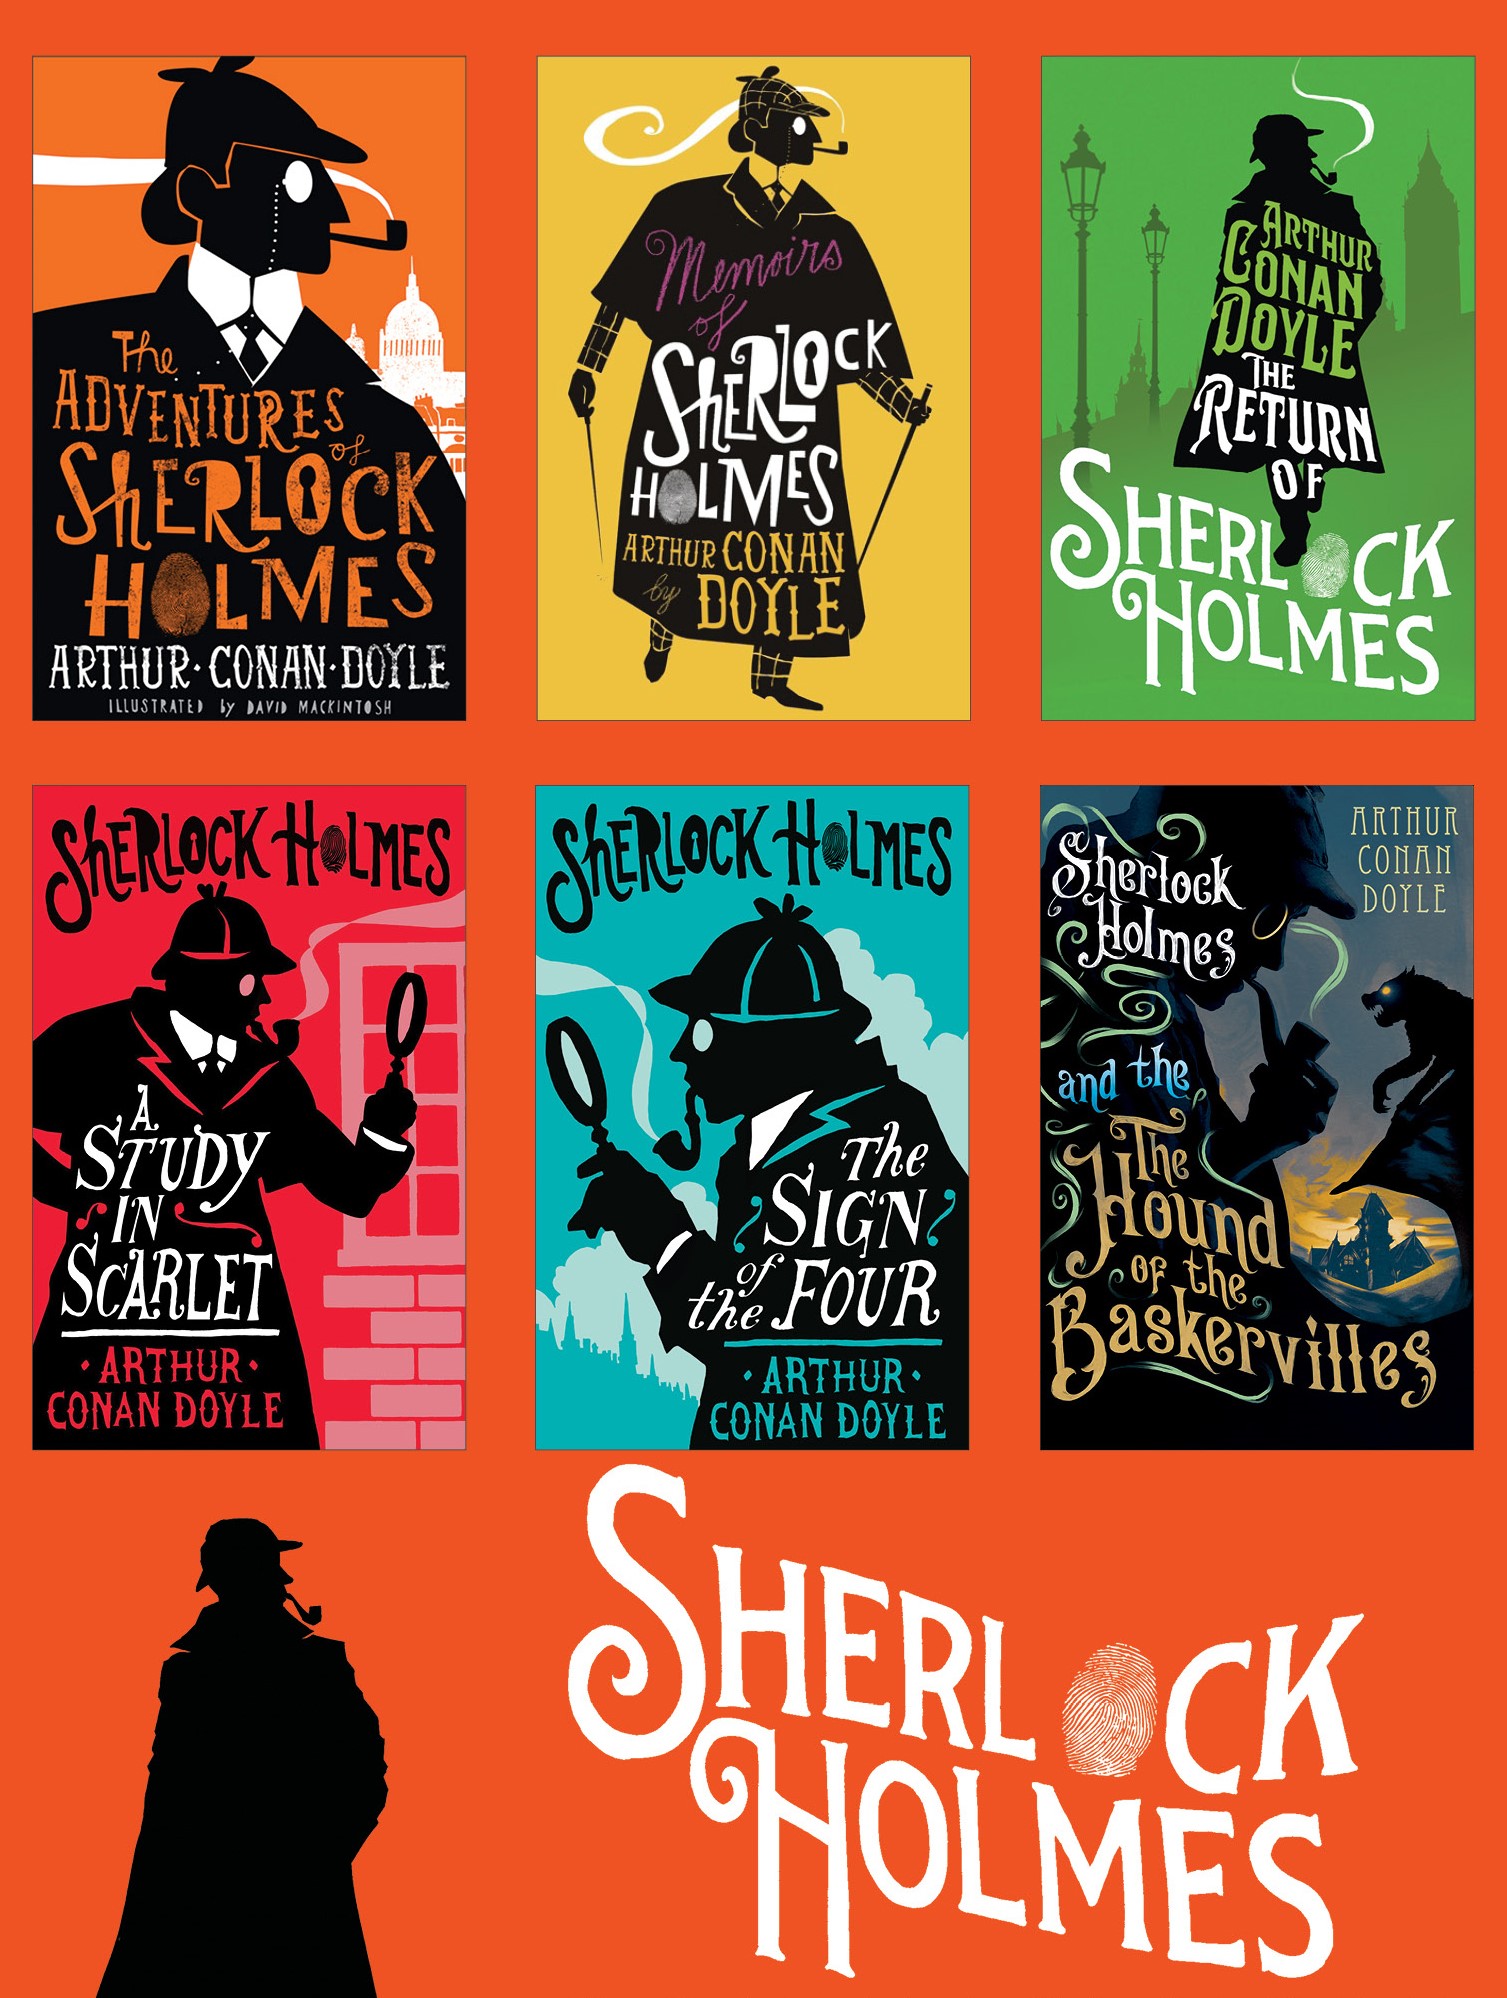 The
ADVENTURES
of
SHERLOCK
HOLMES
ARTHUR·CONAN·DOYLE
ILLUSTRATED by DAVID MACKINTOSH
Memoirs
of
SHERLOCK
HOLMES
ARTHUR CONAN
by DOYLE
ARTHUR
CONAN
DOYLE
THE
RETURN
OF
SHERLOCK
HOLMES
SHERLOCK HOLMES
A
STUDY
IN
SCARLET
·ARTHUR·
CONAN DOYLE
SHERLOCK HOLMES
The
SIGN
of
the FOUR
·ARTHUR·
CONAN DOYLE
ARTHUR
CONAN
DOYLE
Sherlock
Holmes
and the
The
Hound
OF the
Baskervilles
SHERLOCK
HOLMES